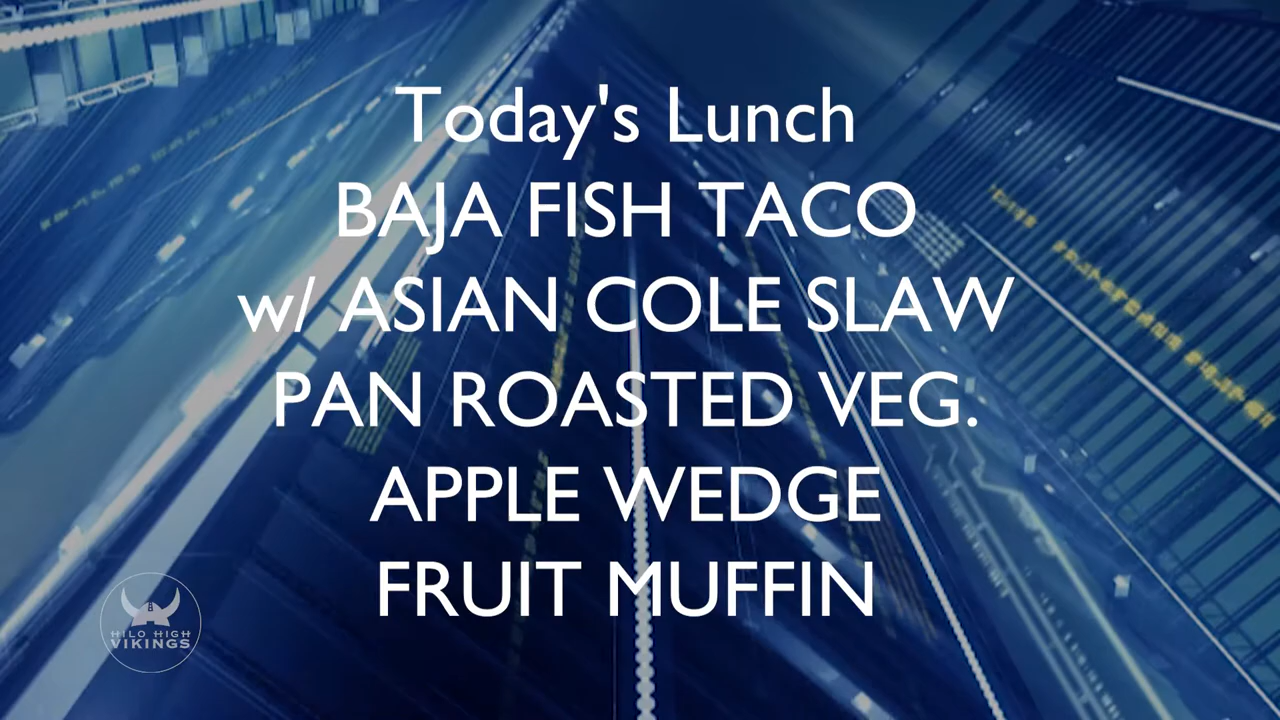 Today's Lunch
BAJA FISH TACO
w/ ASIAN COLE SLAW
PAN ROASTED VEG.
APPLE WEDGE
FRUIT MUFFIN
HILO HIGH
VIKINGS